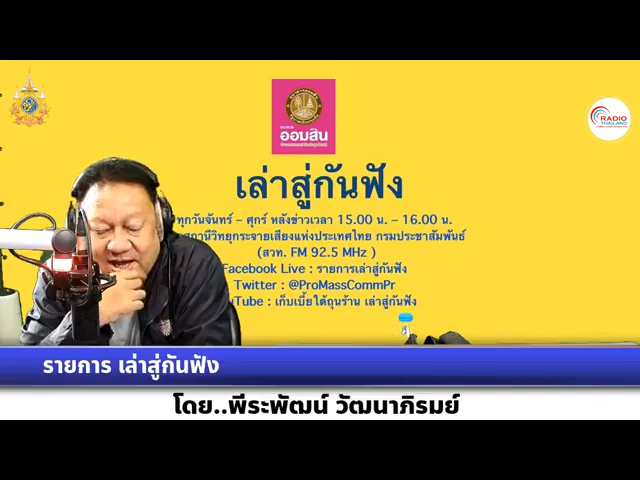 RADIO
THAILAND
ธนาคาร
ออมสิน
เล่าสู่กันฟัง
ทุกวันจันทร์ – ศุกร์ หลังข่าวเวลา 15.00 น. – 16.00 น.
สถานีวิทยุกระจายเสียงแห่งประเทศไทย กรมประชาสัมพันธ์
(สวท. FM 92.5 MHz )
Facebook Live : รายการเล่าสู่กันฟัง
Twitter : @ProMassCommPr
uTube : เก็บเบี้ยใต้ถุนร้าน เล่าสู่กันฟัง
รายการ เล่าสู่กันฟัง
โดย..พีระพัฒน์ วัฒนาภิรมย์